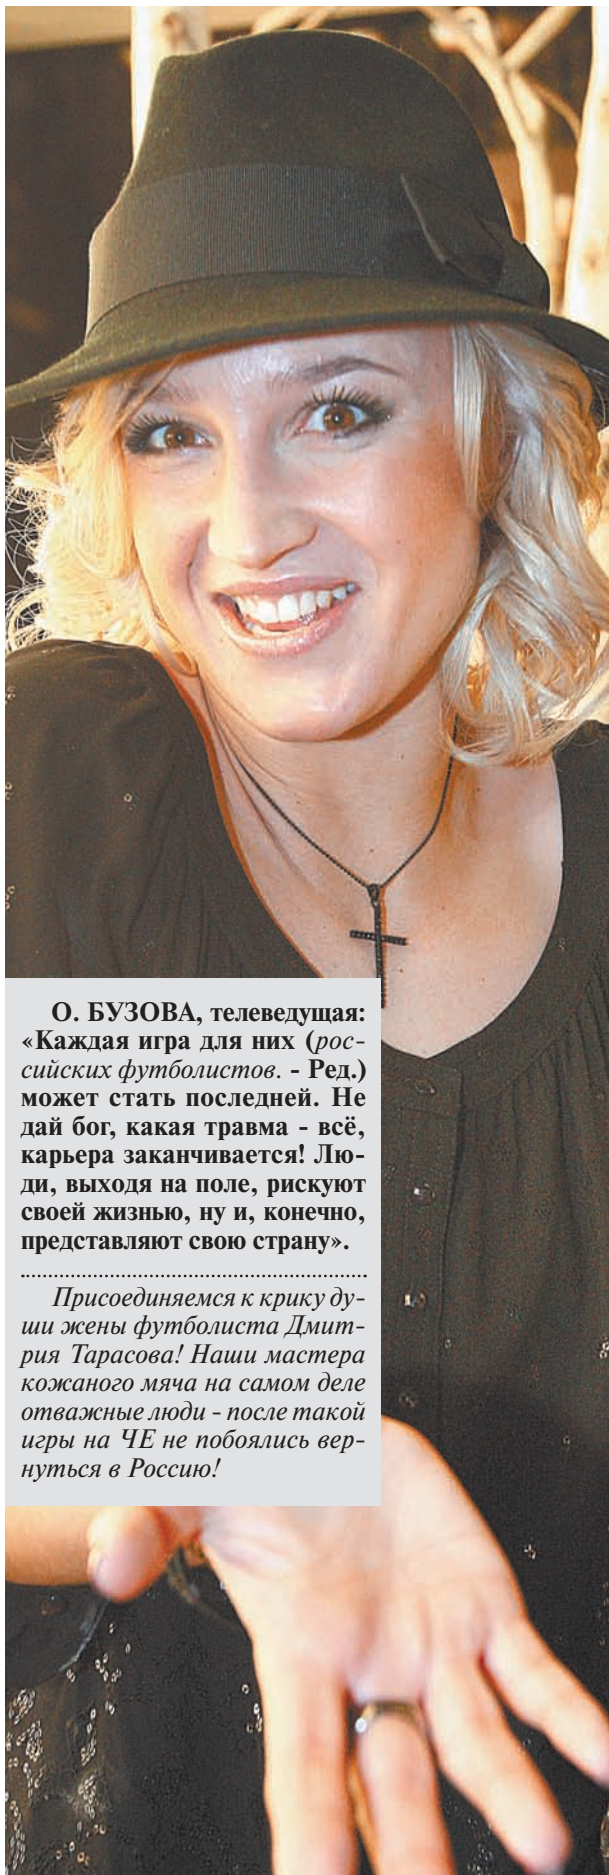 О. БУЗОВА, телеведущая:
«Каждая игра для них (рос-
сийских футболистов. - Ред.)
может стать последней. Не
дай бог, какая травма - всё,
карьера заканчивается! Лю-
ди, выходя на поле, рискуют
своей жизнью, ну и, конечно,
представляют свою страну».
Присоединяемся к крику ду-
ши жены футболиста Дмит-
рия Тарасова! Наши мастера
кожаного мяча на самом деле
отважные люди - после такой
игры на ЧЕ не побоялись вер-
нуться в Россию!